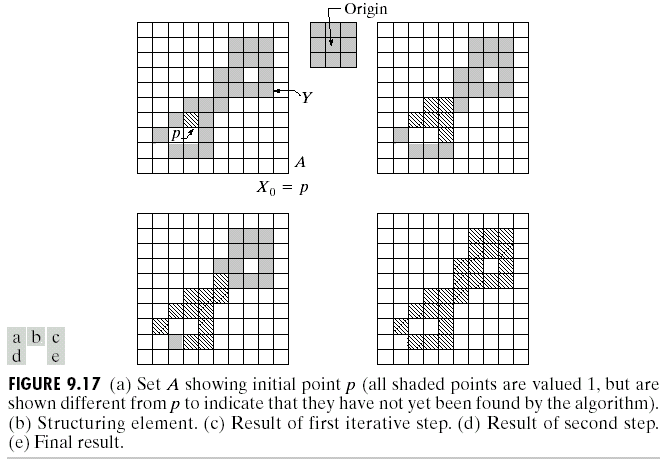 Origin
Y
p
A
X0 = p
a b c
d e
FIGURE 9.17 (a) Set A showing initial point p (all shaded points are valued 1, but are
shown different from p to indicate that they have not yet been found by the algorithm).
(b) Structuring element. (c) Result of first iterative step. (d) Result of second step.
(e) Final result.